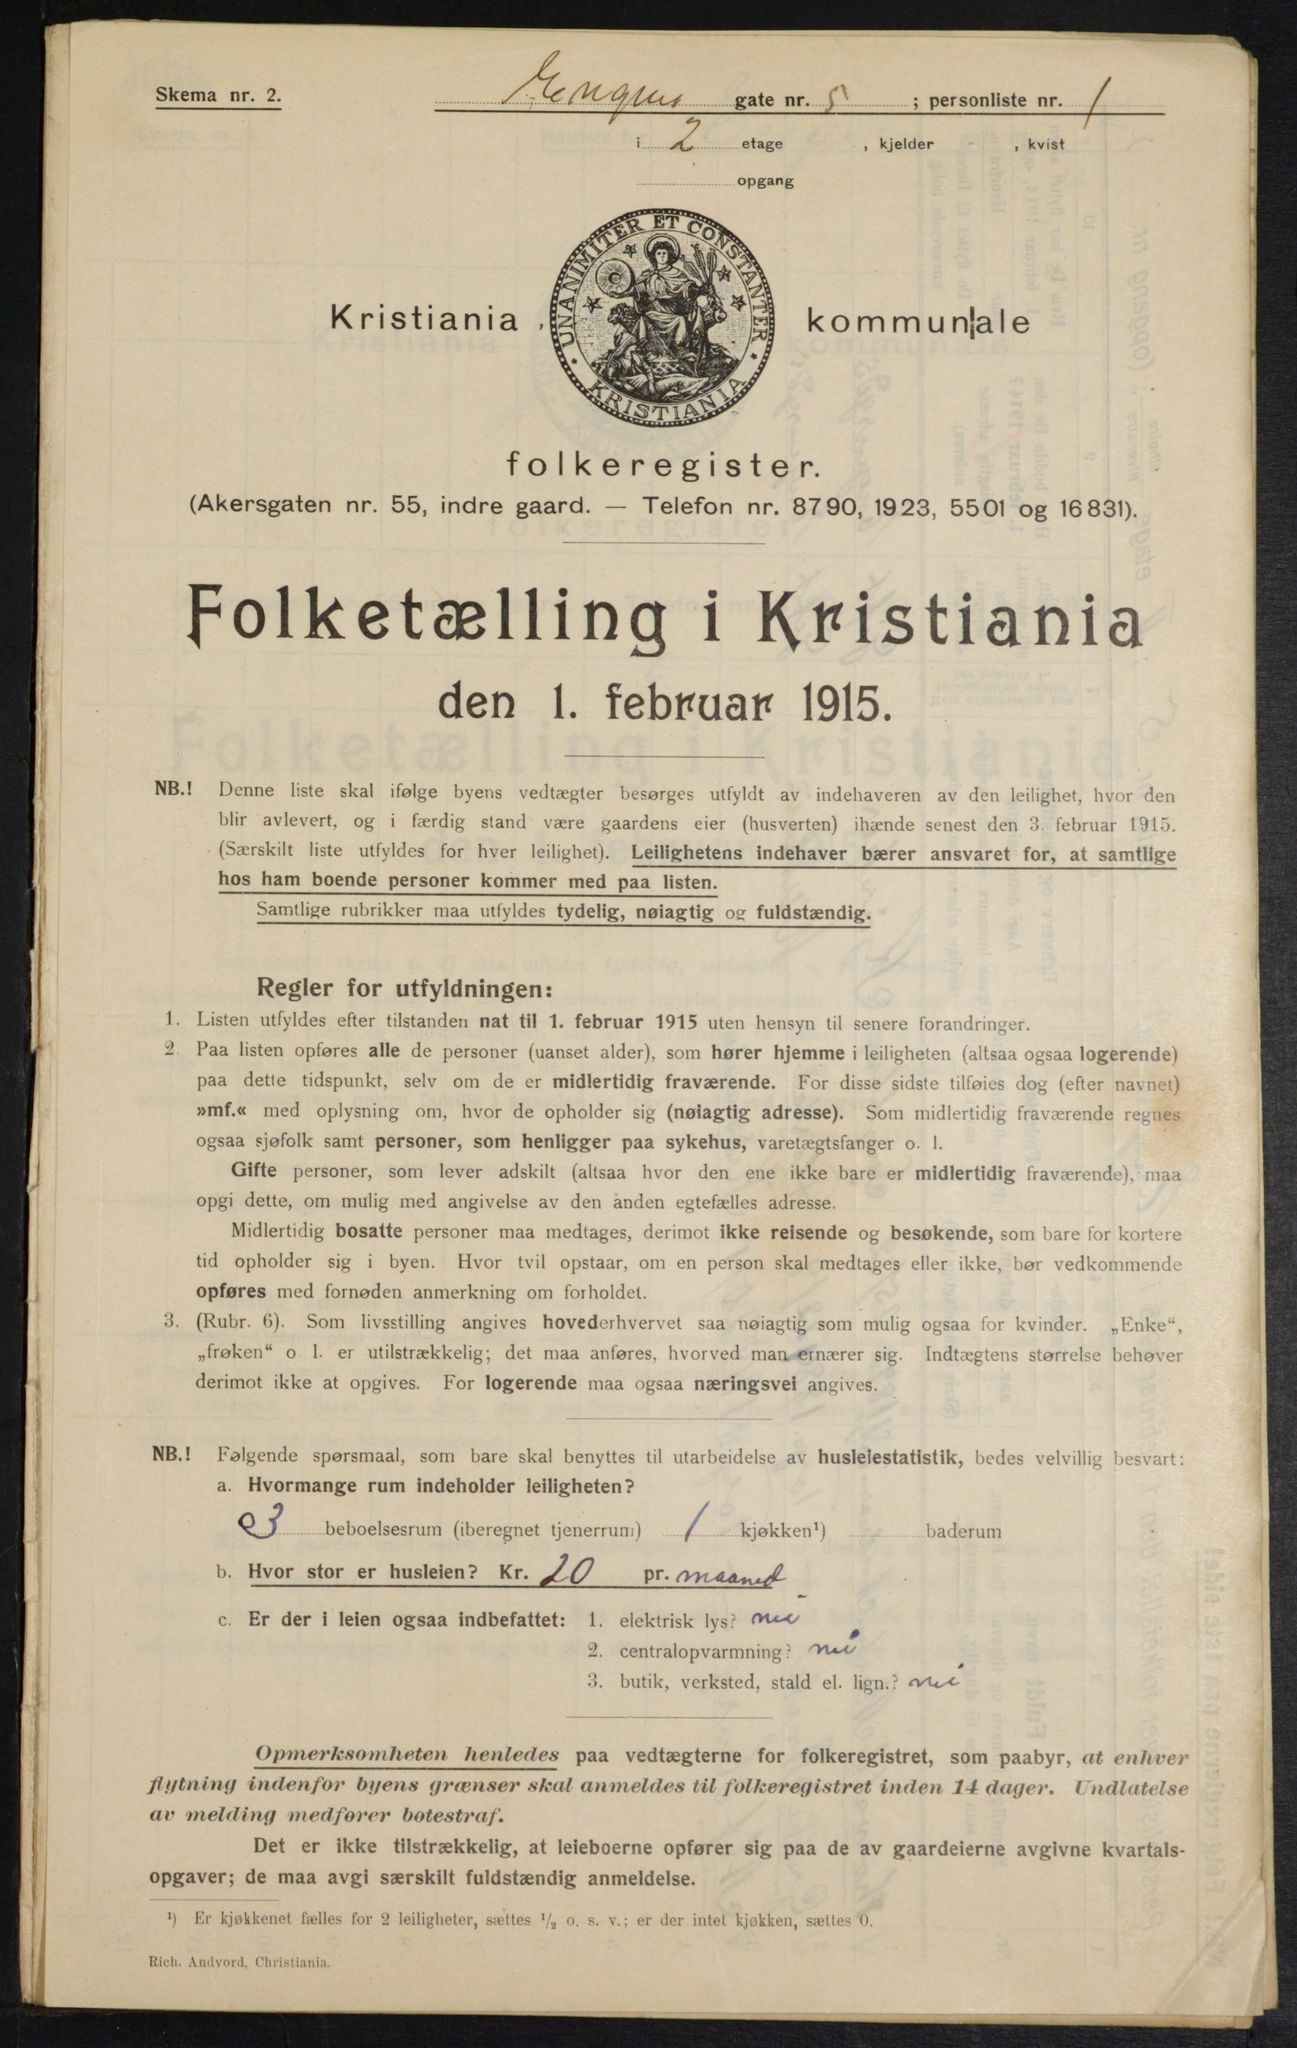 Skema nr. 2.
Enqvis gate nr. 5 ; personliste nr. 1
i 2 etage , kjelder , kvist
opgang
UNANIMITER ET CONSTANTER
KRISTIANIA
Kristiania kommunale
folkeregister.
(Akersgaten nr. 55, indre gaard. — Telefon nr. 8790, 1923, 5501 og 16831).
Folketælling i Kristiania
den 1. februar 1915.
NB.! Denne liste skal ifølge byens vedtægter besørges utfyldt av indehaveren av den leilighet, hvor den
blir avlevert, og i færdig stand være gaardens eier (husverten) ihænde senest den 3. februar 1915.
(Særskilt liste utfyldes for hver leilighet). Leilighetens indehaver bærer ansvaret for, at samtlige
hos ham boende personer kommer med paa listen.
Samtlige rubrikker maa utfyldes tydelig, nøiagtig og fuldstændig.
Regler for utfyldningen:
1. Listen utfyldes efter tilstanden nat til 1. februar 1915 uten hensyn til senere forandringer.
2. Paa listen opføres alle de personer (uanset alder), som hører hjemme i leiligheten (altsaa ogsaa logerende)
paa dette tidspunkt, selv om de er midlertidig fraværende. For disse sidste tilføies dog (efter navnet)
»mf.« med oplysning om, hvor de opholder sig (nøiagtig adresse). Som midlertidig fraværende regnes
ogsaa sjøfolk samt personer, som henligger paa sykehus, varetægtsfanger o. l.
Gifte personer, som lever adskilt (altsaa hvor den ene ikke bare er midlertidig fraværende), maa
opgi dette, om mulig med angivelse av den anden egtefælles adresse.
Midlertidig bosatte personer maa medtages, derimot ikke reisende og besøkende, som bare for kortere
tid opholder sig i byen. Hvor tvil opstaar, om en person skal medtages eller ikke, bør vedkommende
opføres med fornøden anmerkning om forholdet.
3. (Rubr. 6). Som livsstilling angives hovederhvervet saa nøiagtig som mulig ogsaa for kvinder. „Enke“,
„frøken“ o l. er utilstrækkelig; det maa anføres, hvorved man ernærer sig. Indtægtens størrelse behøver
derimot ikke at opgives. For logerende maa ogsaa næringsvei angives.
NB.! Følgende spørsmaal, som bare skal benyttes til utarbeidelse av husleiestatistik, bedes velvillig besvart:
a. Hvormange rum indeholder leiligheten?
3 beboelsesrum (iberegnet tjenerrum) 1 kjøkken¹) baderum
b. Hvor stor er husleien? Kr. 20 pr. maaned
c. Er der i leien ogsaa indbefattet: 1. elektrisk lys? nei
2. centralopvarmning? nei
3. butik, verksted, stald el. lign.? nei
Opmerksomheten henledes paa vedtægterne for folkeregistret, som paabyr, at enhver
flytning indenfor byens grænser skal anmeldes til folkeregistret inden 14 dager. Undlatelse
av melding medfører bøtestraf.
Det er ikke tilstrækkelig, at leieboerne opfører sig paa de av gaardeierne avgivne kvartals-
opgaver; de maa avgi særskilt fuldstændig anmeldelse.
¹) Er kjøkkenet fælles for 2 leiligheter, sættes ½ o. s. v.; er der intet kjøkken, sættes 0.
Rich. Andvord, Christiania.